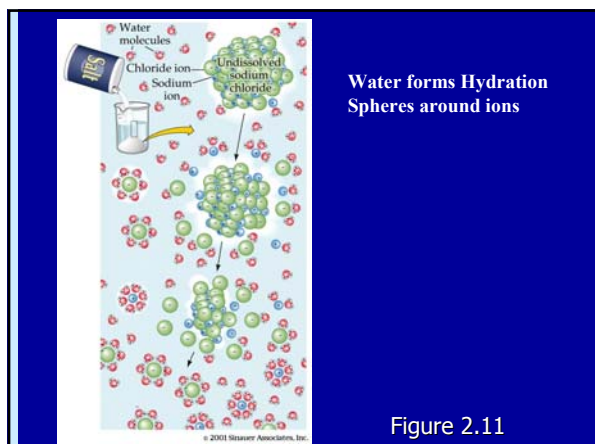 Water
molecules
Salt
Chloride ion
Sodium
ion
Undissolved
sodium
chloride
Water forms Hydration
Spheres around ions
© 2001 Sinauer Associates, Inc.
Figure 2.11